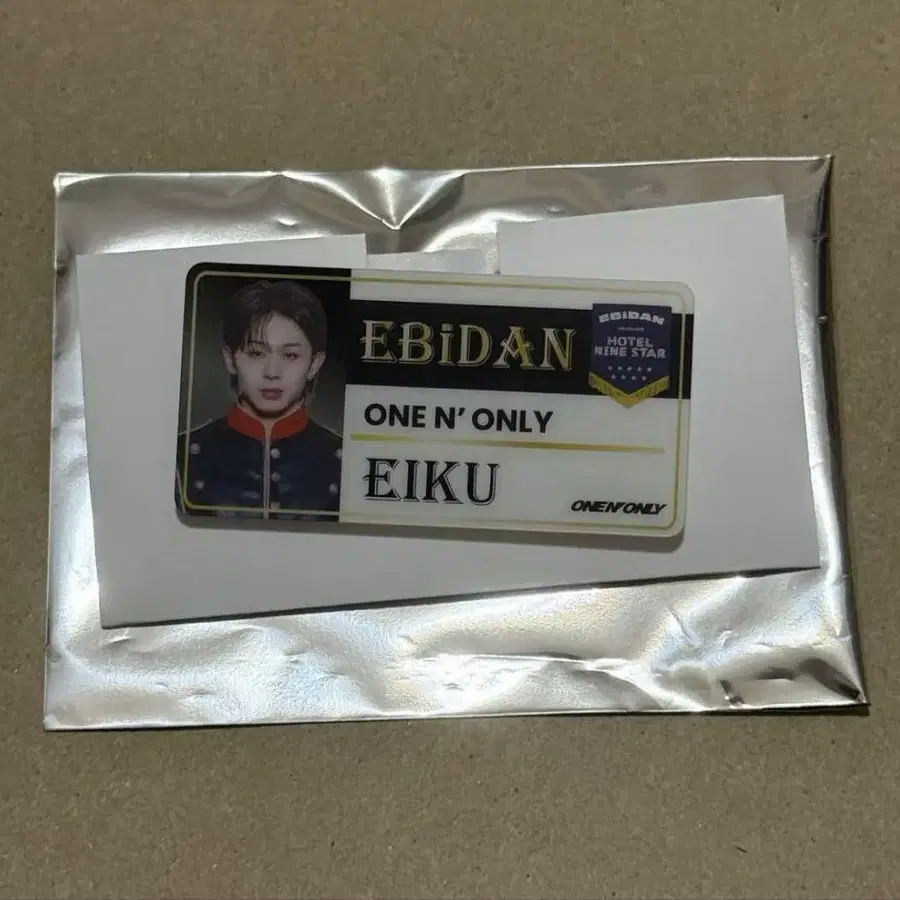 EBiDAN
ONE N' ONLY
EIKU
EBiDAN
HOTEL
NINE STAR
ONE N' ONLY